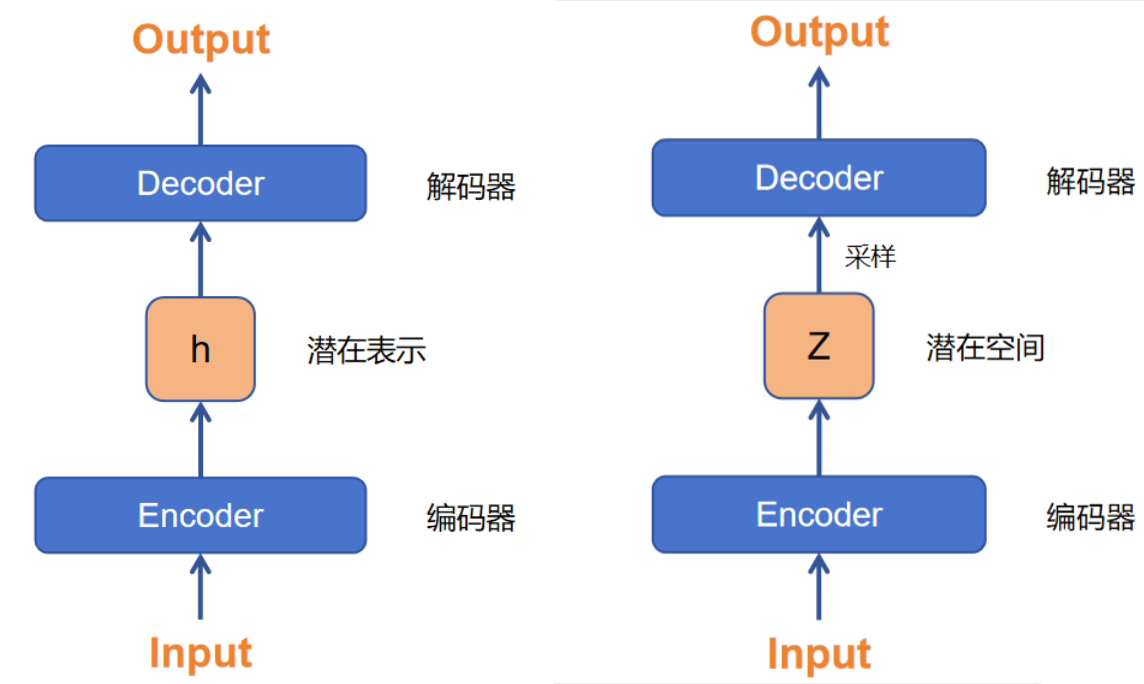 Output
Decoder
解码器
h
潜在表示
Encoder
编码器
Input
Output
Decoder
解码器
采样
Z
潜在空间
Encoder
编码器
Input